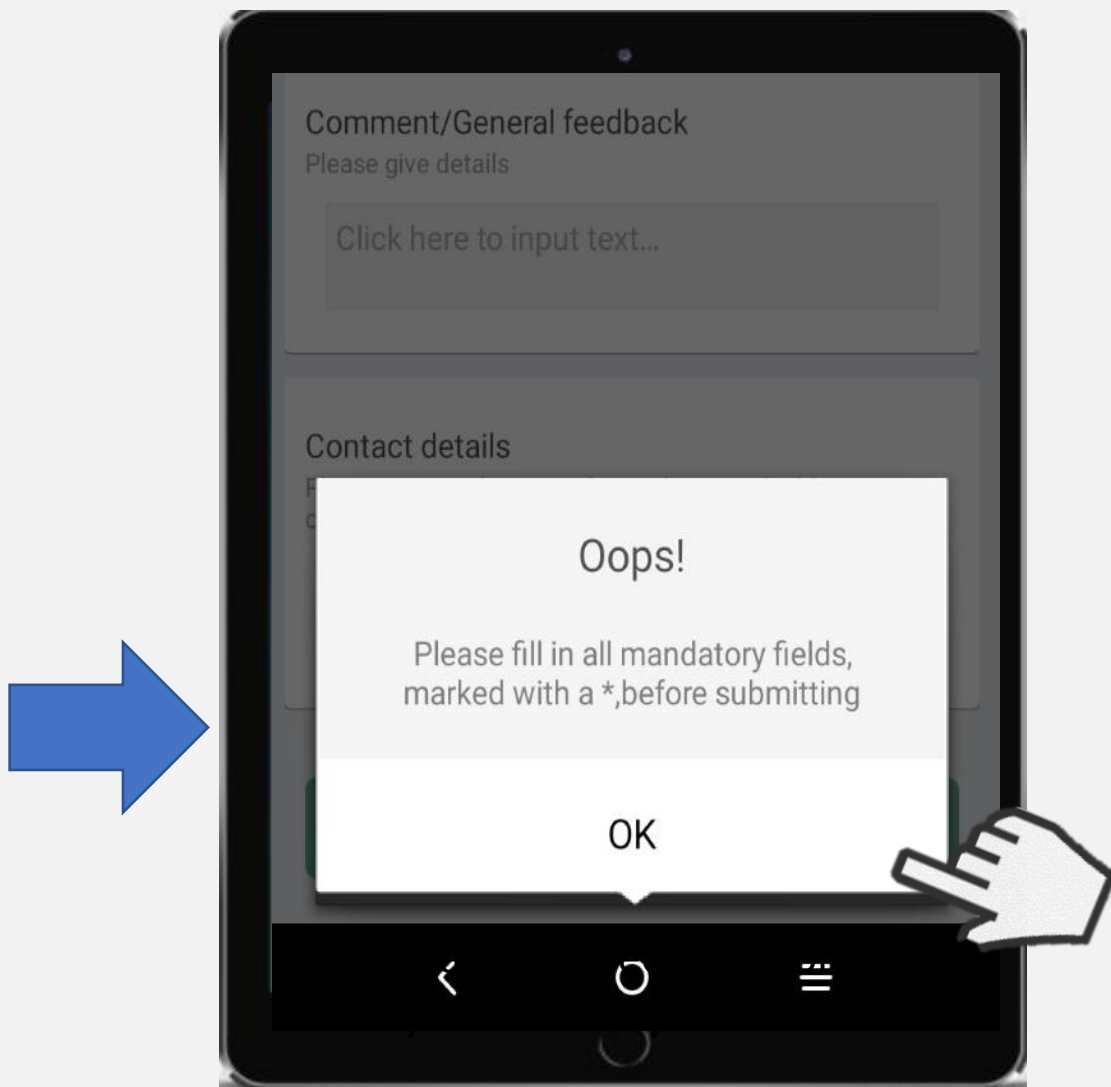 Comment/General feedback
Please give details
Click here to input text...
Contact details
Oops!
Please fill in all mandatory fields,
marked with a *,before submitting
OK